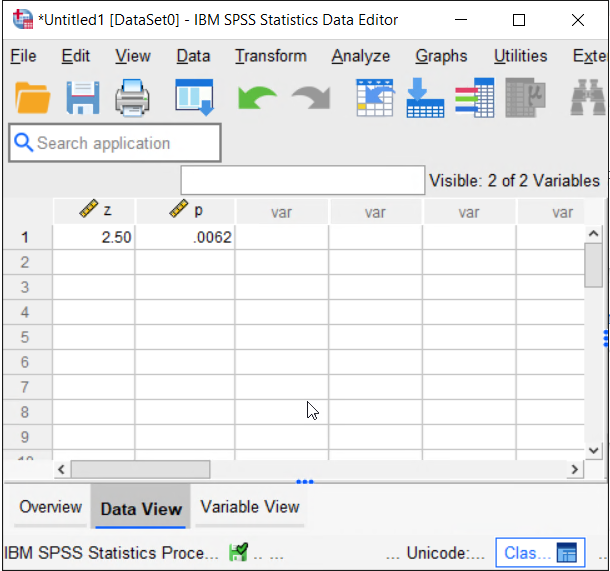 *Untitled1 [DataSet0] - IBM SPSS Statistics Data Editor
File Edit View Data Transform Analyze Graphs Utilities Exte
Search application
Visible: 2 of 2 Variables
z p var var var var
1 2.50 .0062
2
3
4
5
6
7
8
9
10
Overview Data View Variable View
IBM SPSS Statistics Proce... .. ... ... Unicode:... Clas... ..